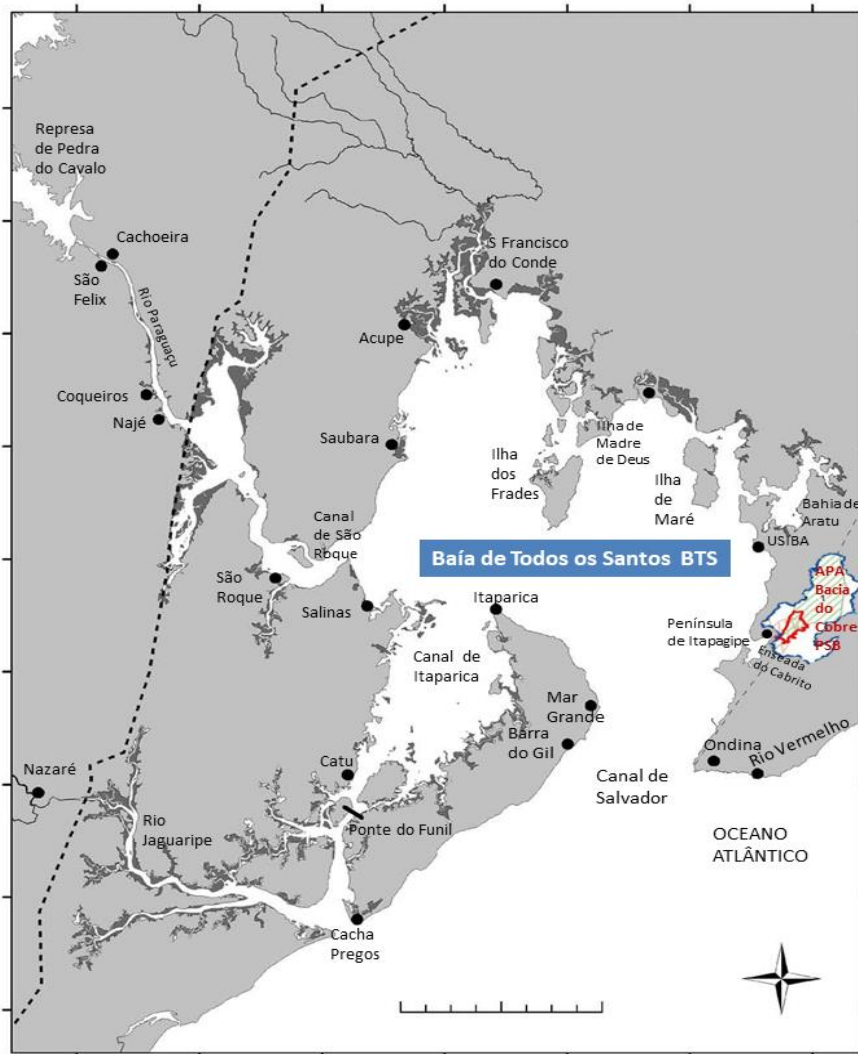 Represa
de Pedra
do Cavalo
Cachoeira
São
Felix
Rio Paraguaçu
Coqueiros
Najé
S Francisco
do Conde
Acupe
Saubara
Ilha
dos
Frades
Ilha de
Madre
de Deus
Ilha
de
Maré
Bahia de
Aratu
USIBA
Canal
de São
Roque
São
Roque
Salinas
Baía de Todos os Santos BTS
Itaparica
APA
Bacia
do
Cobre
PSB
Península
de Itapagipe
Enseada
do Cabrito
Canal de
Itaparica
Mar
Grande
Barra
do Gil
Ondina
Rio Vermelho
Canal de
Salvador
Nazaré
Catu
Rio
Jaguaripe
Ponte do Funil
OCEANO
ATLÂNTICO
Cacha
Pregos